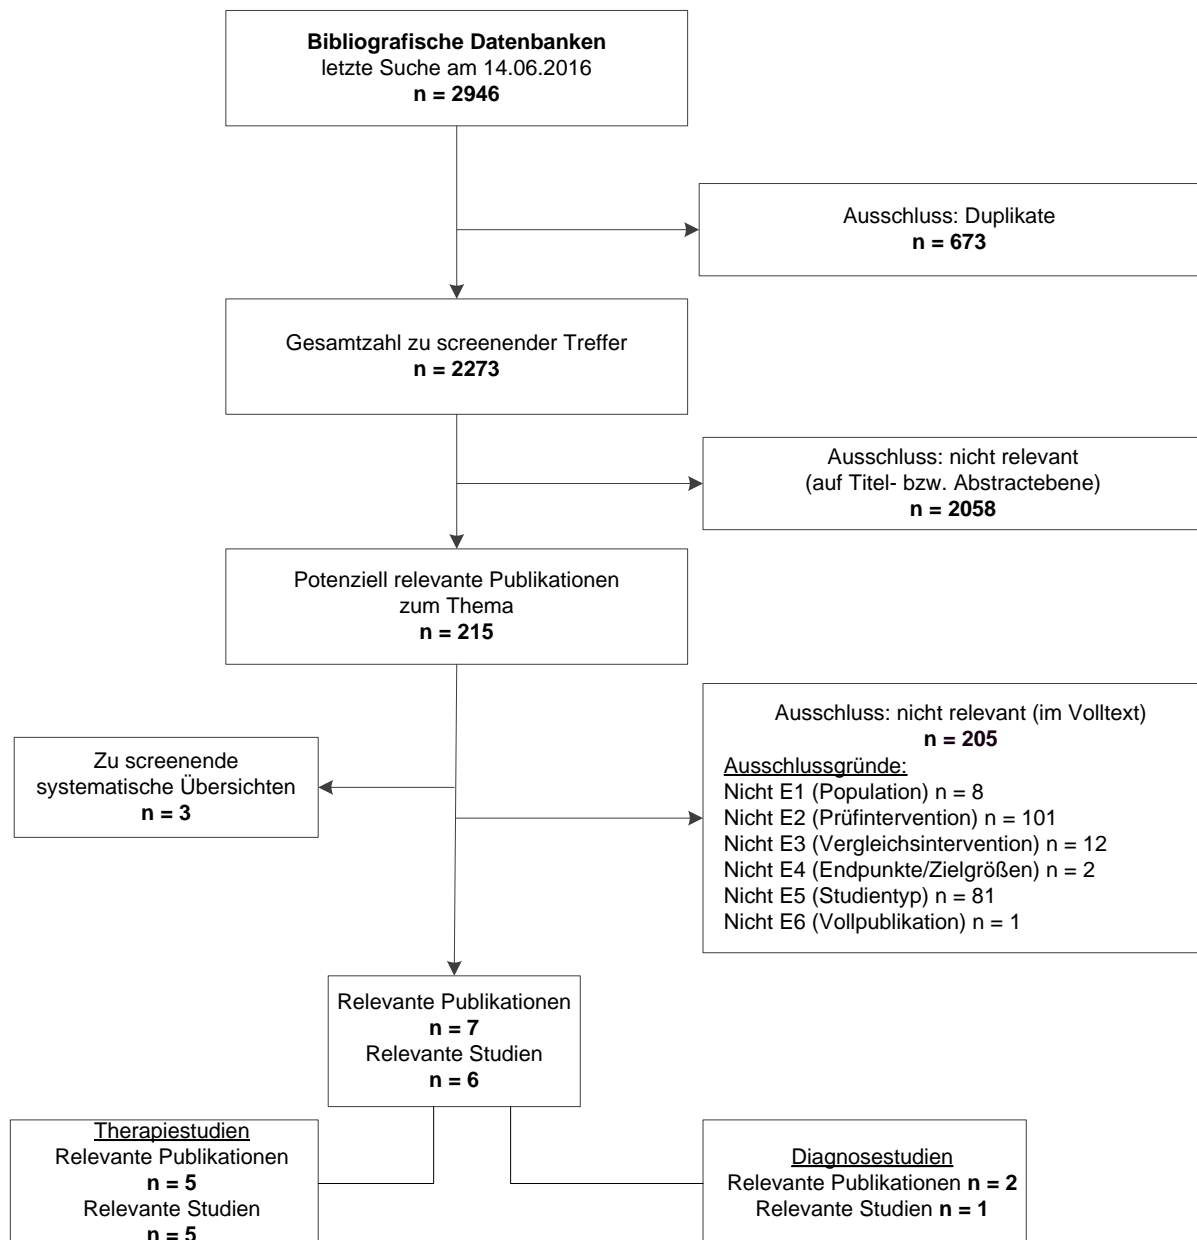 Bibliografische Datenbanken
letzte Suche am 14.06.2016
n = 2946
Ausschluss: Duplikate
n = 673
Gesamtzahl zu screenender Treffer
n = 2273
Ausschluss: nicht relevant
(auf Titel- bzw. Abstractebene)
n = 2058
Potenziell relevante Publikationen
zum Thema
n = 215
Zu screenende
systematische Übersichten
n = 3
Ausschluss: nicht relevant (im Volltext)
n = 205
Ausschlussgründe:
Nicht E1 (Population) n = 8
Nicht E2 (Prüfintervention) n = 101
Nicht E3 (Vergleichsintervention) n = 12
Nicht E4 (Endpunkte/Zielgrößen) n = 2
Nicht E5 (Studientyp) n = 81
Nicht E6 (Vollpublikation) n = 1
Relevante Publikationen
n = 7
Relevante Studien
n = 6
Therapiestudien
Relevante Publikationen
n = 5
Relevante Studien
n = 5
Diagnosestudien
Relevante Publikationen n = 2
Relevante Studien n = 1